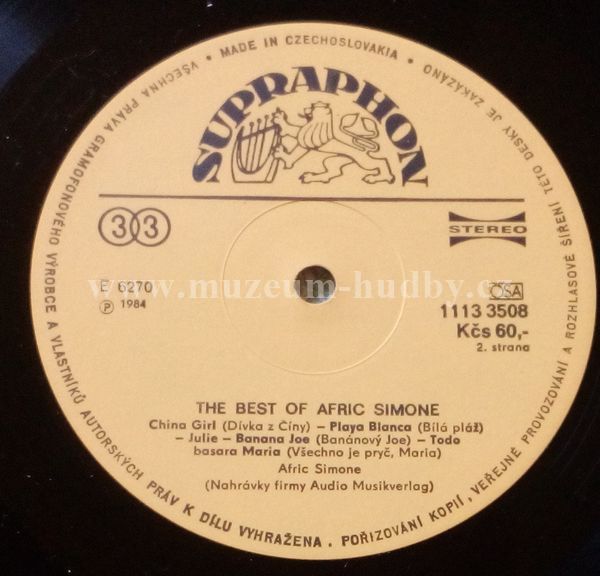 VŠECHNA PRÁVA GRAMOFONOVÉHO VÝROBCE A VLASTNÍKŮ AUTORSKÝCH PRÁV K DÍLU VYHRAŽENA . POŘIZOVÁNÍ KOPIÍ, VEŘEJNÉ PROVOZOVÁNÍ A ROZHLASOVÉ ŠÍŘENÍ TÉTO DESKY JE ZAKÁZÁNO • MADE IN CZECHOSLOVAKIA •
SUPRAPHON
33
STEREO
E 6270
℗ 1984
www.muzeum-hudby.cz
OSA
1113 3508
Kčs 60,-
2. strana
THE BEST OF AFRIC SIMONE
China Girl (Dívka z Číny) – Playa Blanca (Bílá pláž)
– Julie – Banana Joe (Banánový Joe) – Todo
basara Maria (Všechno je pryč, Maria)
Afric Simone
(Nahrávky firmy Audio Musikverlag)